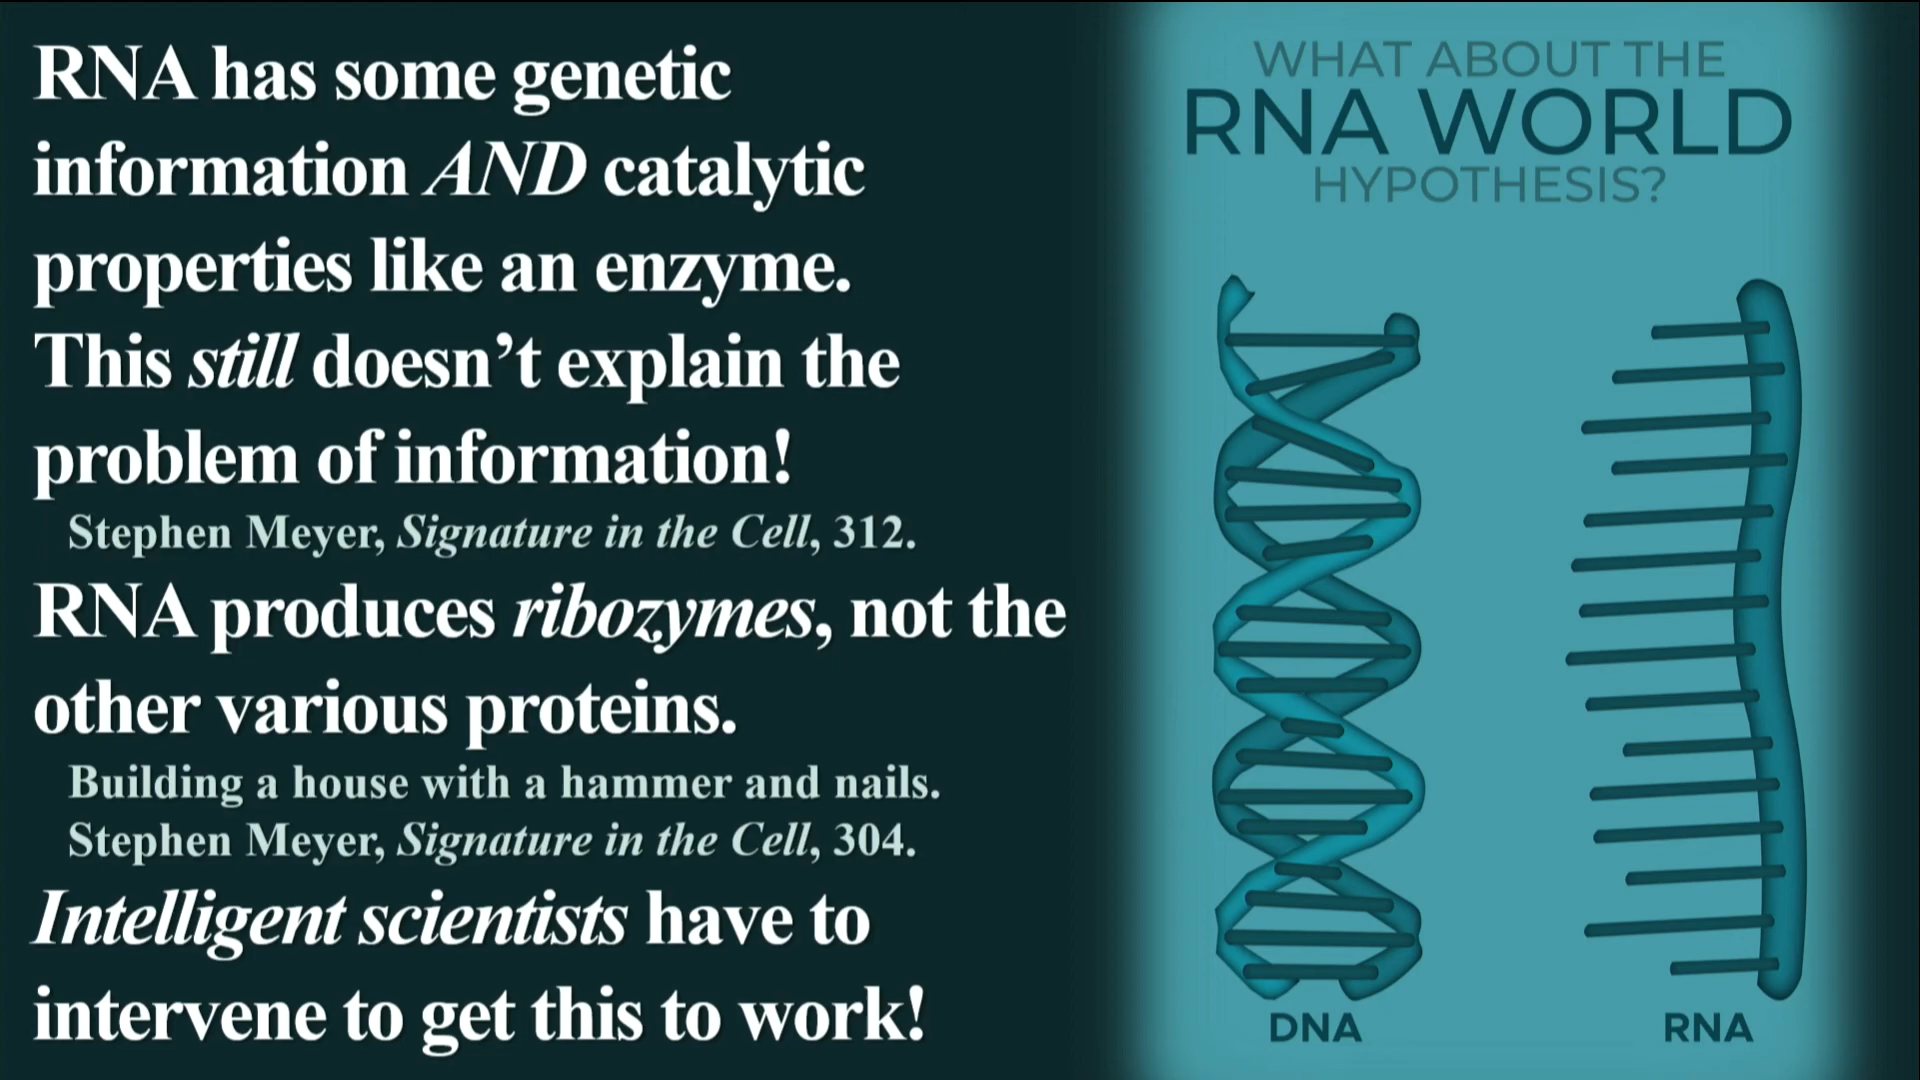 RNA has some genetic
information AND catalytic
properties like an enzyme.
This still doesn’t explain the
problem of information!
Stephen Meyer, Signature in the Cell, 312.
RNA produces ribozymes, not the
other various proteins.
Building a house with a hammer and nails.
Stephen Meyer, Signature in the Cell, 304.
Intelligent scientists have to
intervene to get this to work!
WHAT ABOUT THE
RNA WORLD
HYPOTHESIS?
DNA
RNA